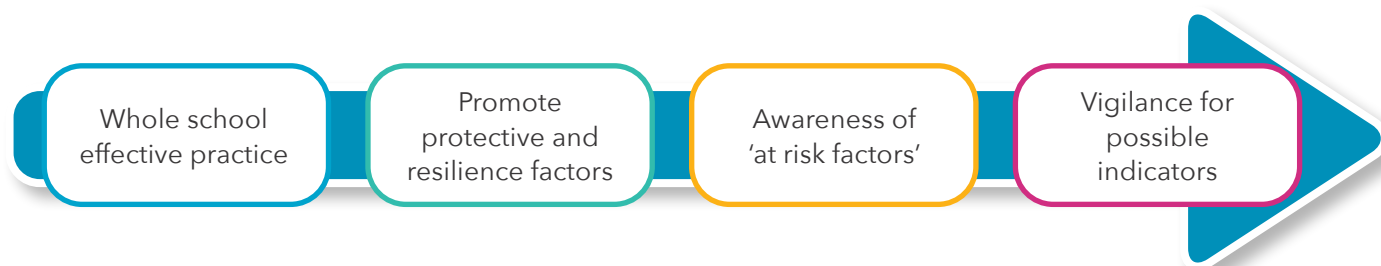 Whole school
effective practice
Promote
protective and
resilience factors
Awareness of
‘at risk factors’
Vigilance for
possible
indicators